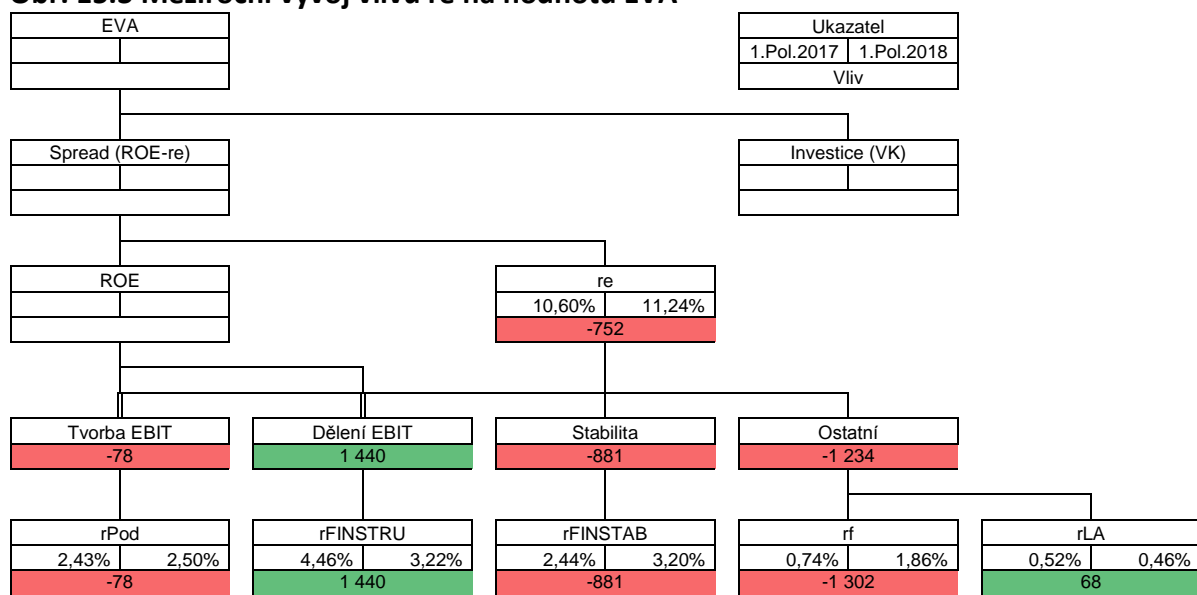 Obr. 25.3 Meziroční vývoj vlivu re na hodnotu EVA
EVA
Ukazatel
1.Pol.2017 1.Pol.2018
Vliv
Spread (ROE-re)
Investice (VK)
ROE
re
10,60% 11,24%
-752
Tvorba EBIT
-78
Dělení EBIT
1 440
Stabilita
-881
Ostatní
-1 234
rPod
2,43% 2,50%
-78
rFINSTRU
4,46% 3,22%
1 440
rFINSTAB
2,44% 3,20%
-881
rf
0,74% 1,86%
-1 302
rLA
0,52% 0,46%
68